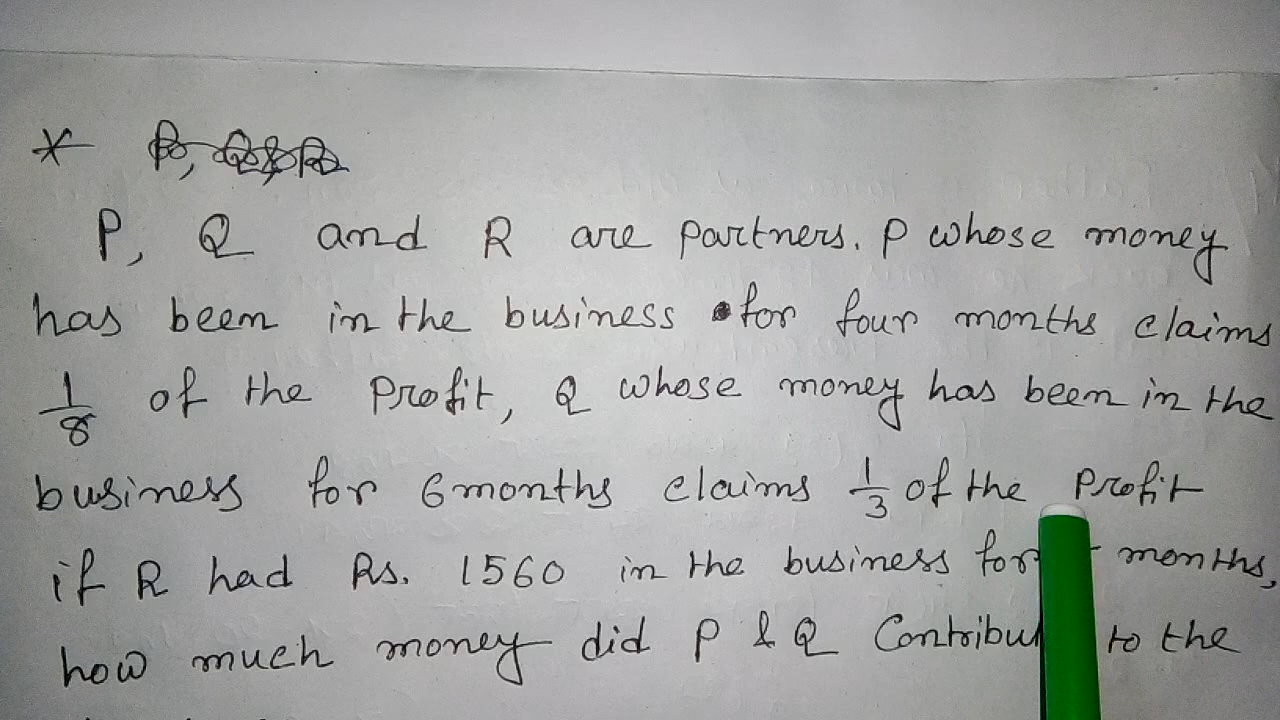 *
P, Q and R are partners. P whose money
has been in the business for four months claims
1/8 of the Profit, Q whose money has been in the
business for 6 months claims 1/3 of the Profit
if R had Rs. 1560 in the business for months,
how much money did P & Q to the